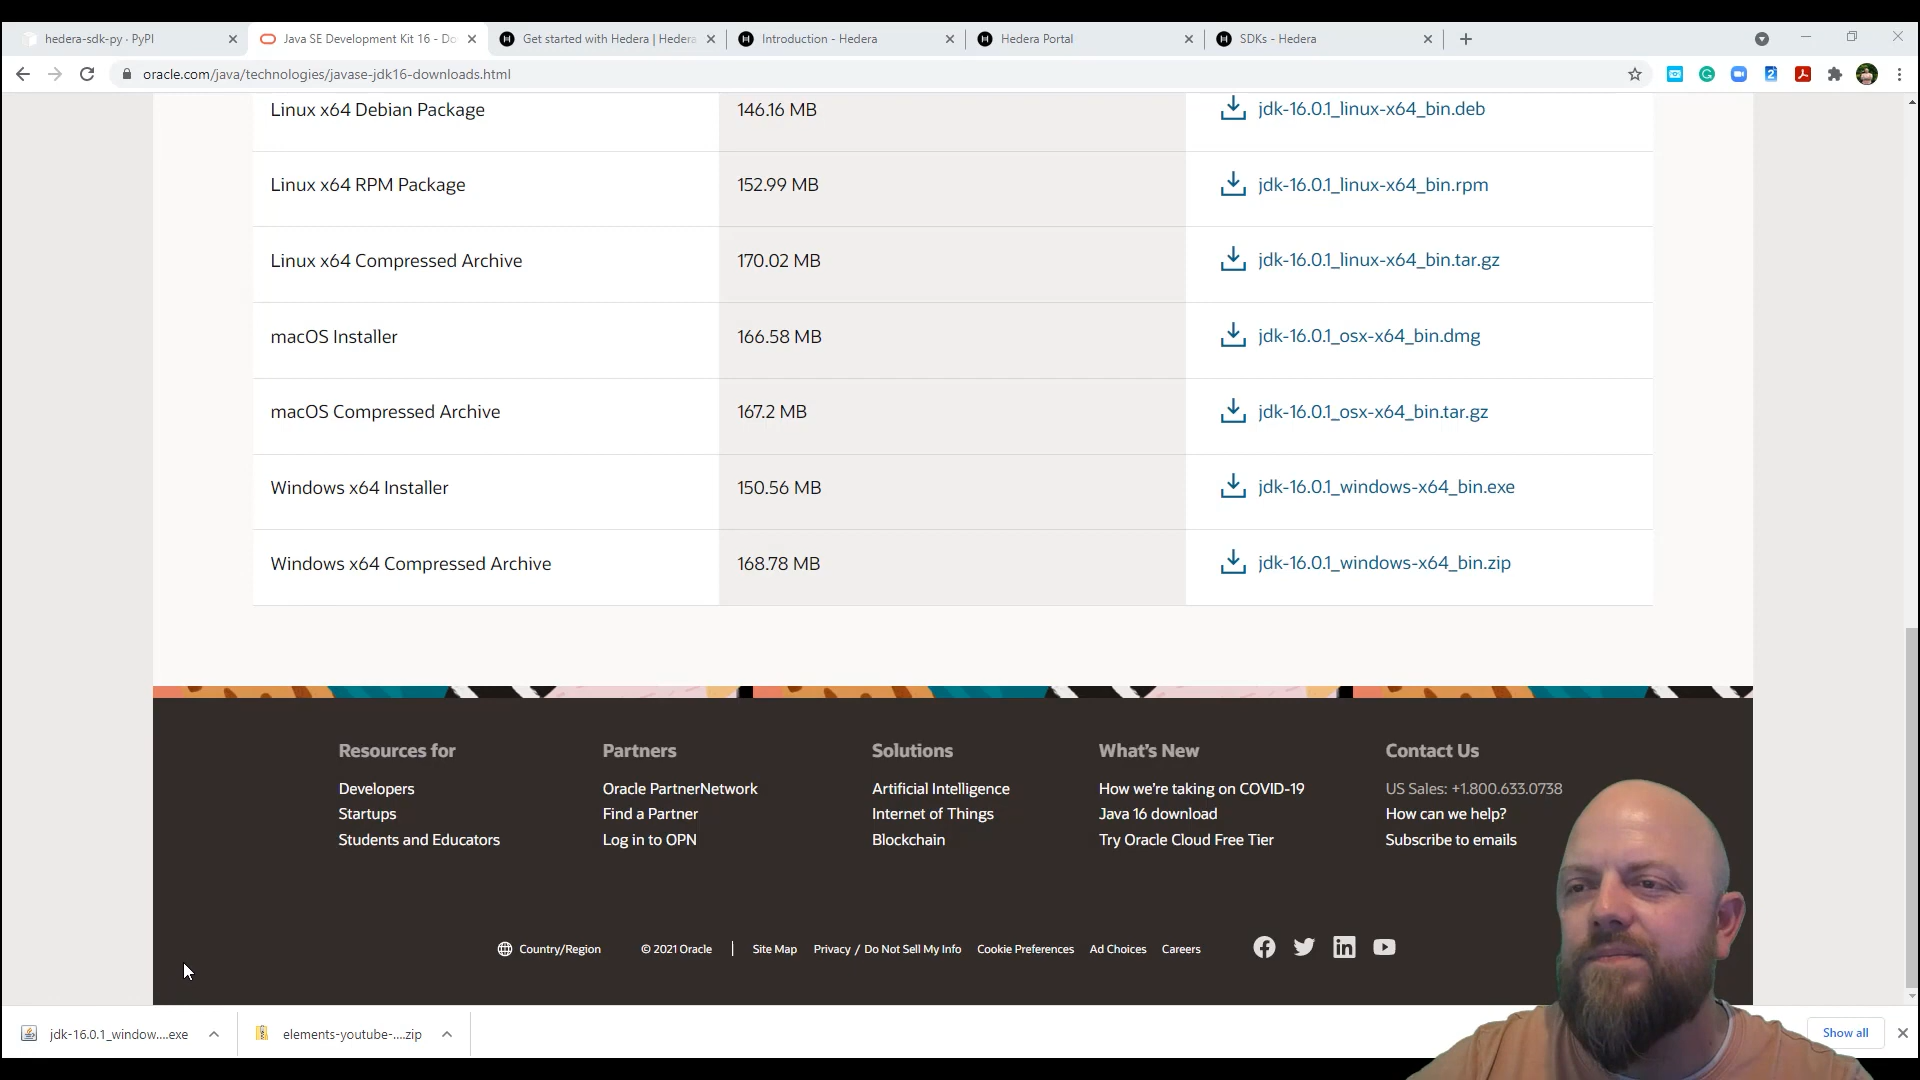 hedera-sdk-py · PyPI
Java SE Development Kit 16 - Do
Get started with Hedera | Hedera
Introduction - Hedera
Hedera Portal
SDKs - Hedera
oracle.com/java/technologies/javase-jdk16-downloads.html
Linux x64 Debian Package 146.16 MB jdk-16.0.1_linux-x64_bin.deb
Linux x64 RPM Package 152.99 MB jdk-16.0.1_linux-x64_bin.rpm
Linux x64 Compressed Archive 170.02 MB jdk-16.0.1_linux-x64_bin.tar.gz
macOS Installer 166.58 MB jdk-16.0.1_osx-x64_bin.dmg
macOS Compressed Archive 167.2 MB jdk-16.0.1_osx-x64_bin.tar.gz
Windows x64 Installer 150.56 MB jdk-16.0.1_windows-x64_bin.exe
Windows x64 Compressed Archive 168.78 MB jdk-16.0.1_windows-x64_bin.zip
Resources for
Developers
Startups
Students and Educators
Partners
Oracle PartnerNetwork
Find a Partner
Log in to OPN
Solutions
Artificial Intelligence
Internet of Things
Blockchain
What's New
How we're taking on COVID-19
Java 16 download
Try Oracle Cloud Free Tier
Contact Us
US Sales: +1.800.633.0738
How can we help?
Subscribe to emails
Country/Region © 2021 Oracle | Site Map Privacy / Do Not Sell My Info Cookie Preferences Ad Choices Careers
jdk-16.0.1_window....exe
elements-youtube-....zip
Show all